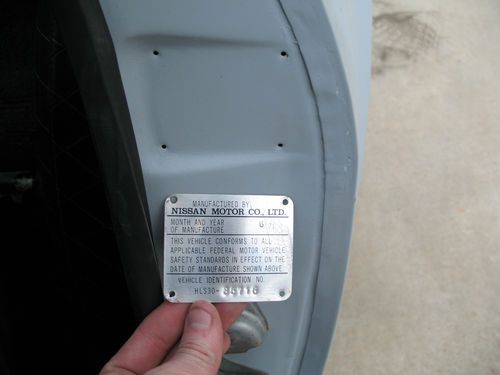 MANUFACTURED BY
NISSAN MOTOR CO., LTD.
MONTH AND YEAR
OF MANUFACTURE
THIS VEHICLE CONFORMS TO ALL
APPLICABLE FEDERAL MOTOR VEHICLE
SAFETY STANDARDS IN EFFECT ON THE
DATE OF MANUFACTURE SHOWN ABOVE
VEHICLE IDENTIFICATION NO.
HLS30-